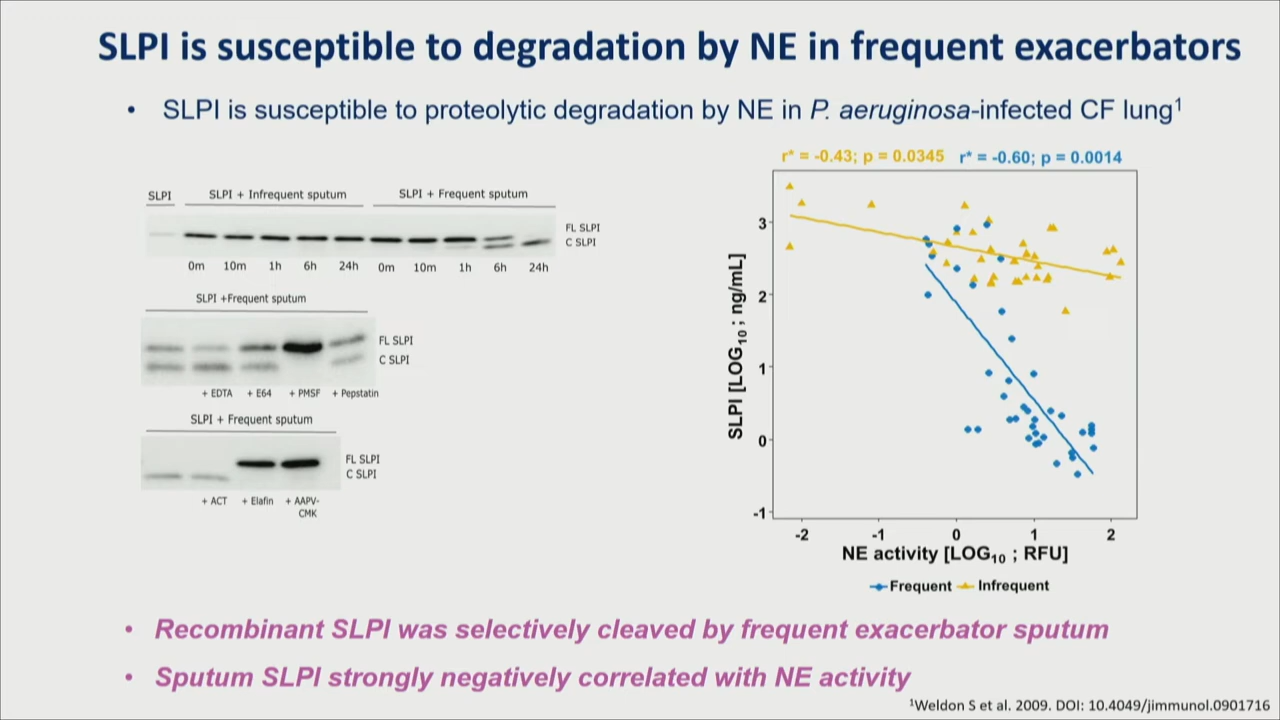 SLPI is susceptible to degradation by NE in frequent exacerbators
• SLPI is susceptible to proteolytic degradation by NE in P. aeruginosa-infected CF lung¹
SLPI
SLPI + Infrequent sputum
SLPI + Frequent sputum
FL SLPI
C SLPI
0m 10m 1h 6h 24h 0m 10m 1h 6h 24h
SLPI +Frequent sputum
FL SLPI
C SLPI
+ EDTA + E64 + PMSF + Pepstatin
SLPI + Frequent sputum
FL SLPI
C SLPI
+ ACT + Elafin + AAPV-
CMK
r* = -0.43; p = 0.0345 r* = -0.60; p = 0.0014
SLPI [LOG₁₀ ; ng/mL]
3
2
1
0
-1
-2 -1 0 1 2
NE activity [LOG₁₀ ; RFU]
Frequent Infrequent
• Recombinant SLPI was selectively cleaved by frequent exacerbator sputum
• Sputum SLPI strongly negatively correlated with NE activity
¹Weldon S et al. 2009. DOI: 10.4049/jimmunol.0901716